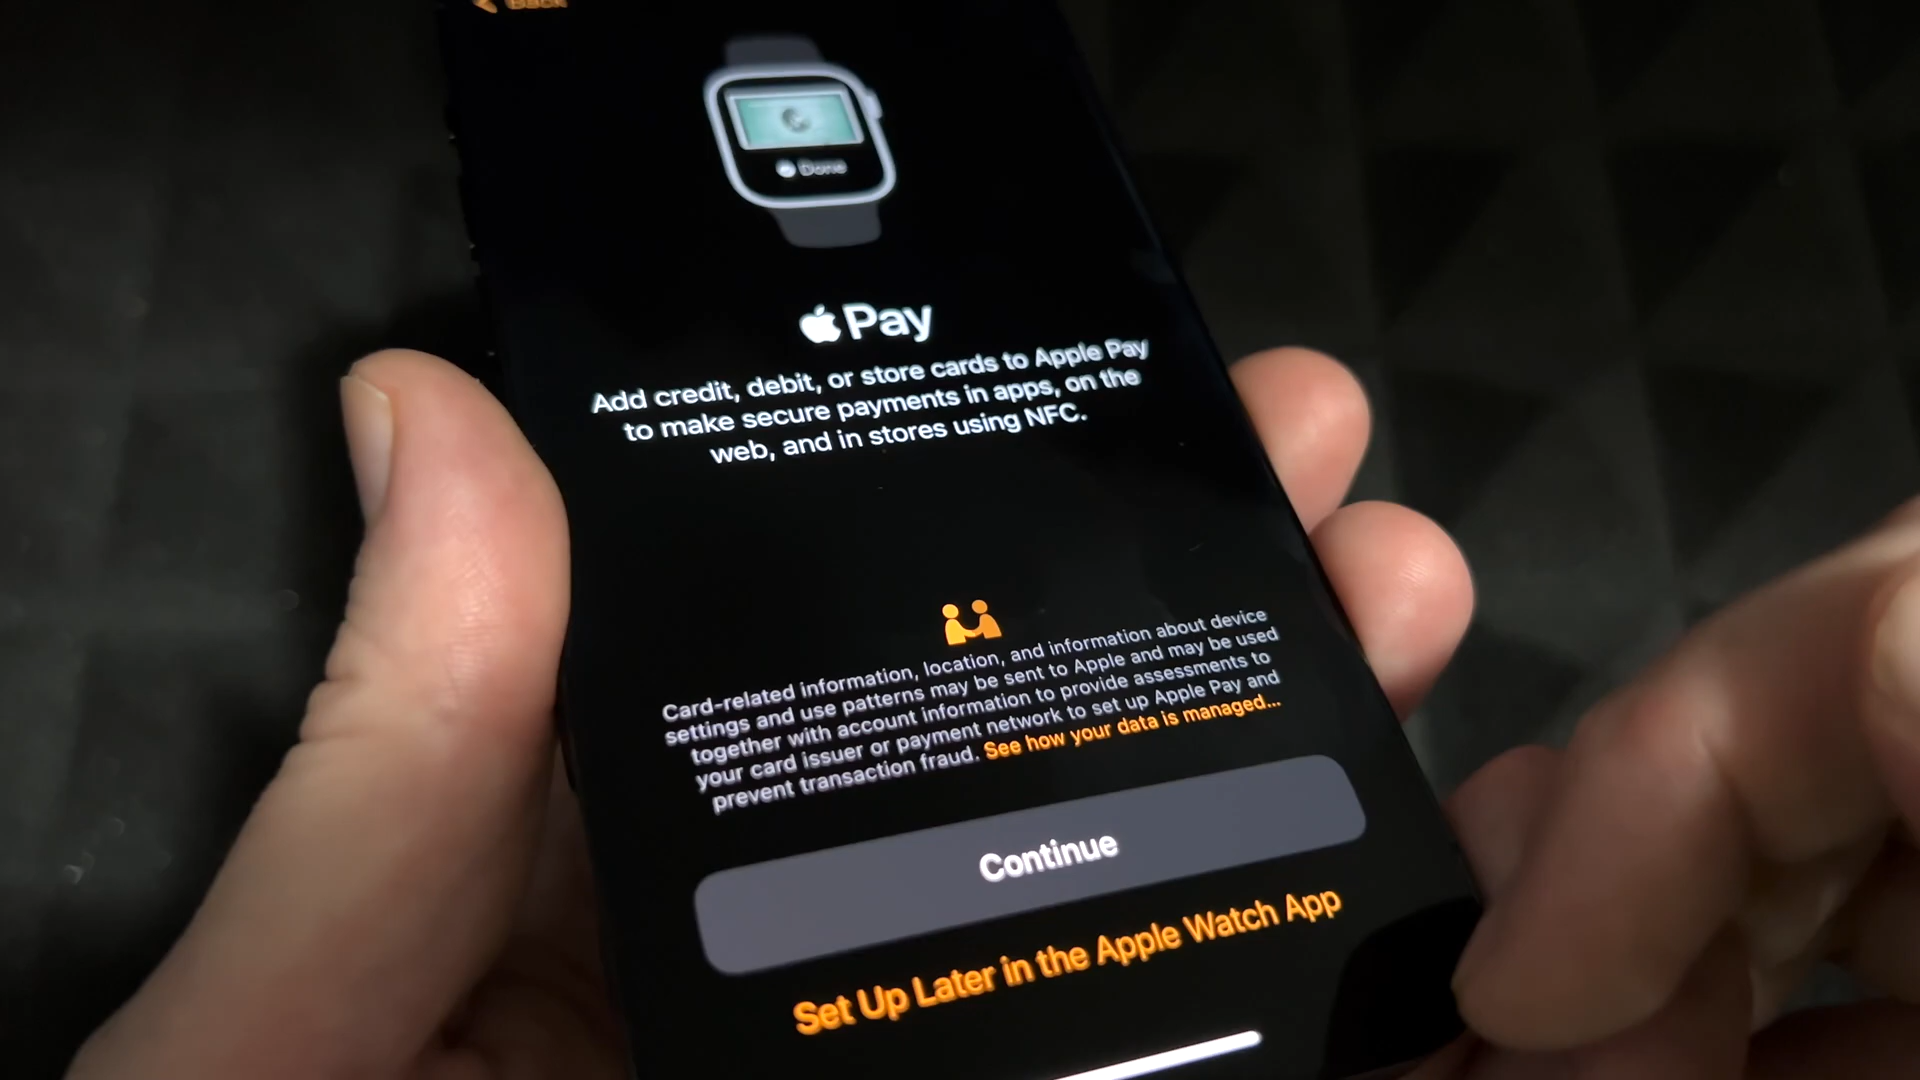 Back
Done
Pay
Add credit, debit, or store cards to Apple Pay
to make secure payments in apps, on the
web, and in stores using NFC.
Card-related information, location, and information about device
settings and use patterns may be sent to Apple and may be used
together with account information to provide assessments to
your card issuer or payment network to set up Apple Pay and
prevent transaction fraud. See how your data is managed...
Continue
Set Up Later in the Apple Watch App